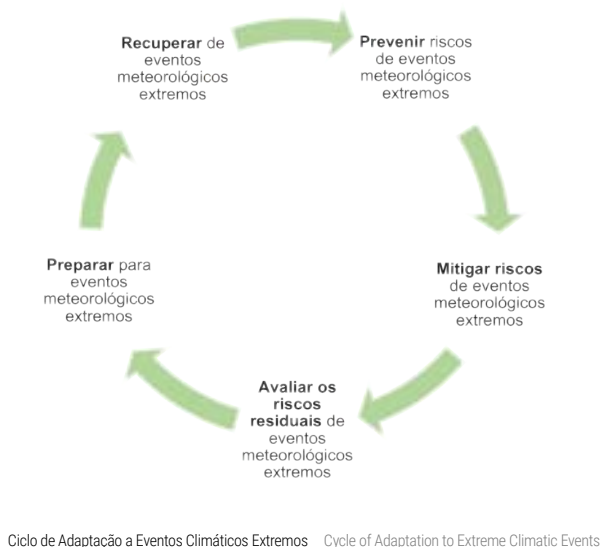 Recuperar de
eventos
meteorológicos
extremos
Prevenir riscos
de eventos
meteorológicos
extremos
Mitigar riscos
de eventos
meteorológicos
extremos
Avaliar os
riscos
residuais de
eventos
meteorológicos
extremos
Preparar para
eventos
meteorológicos
extremos
Ciclo de Adaptação a Eventos Climáticos Extremos Cycle of Adaptation to Extreme Climatic Events